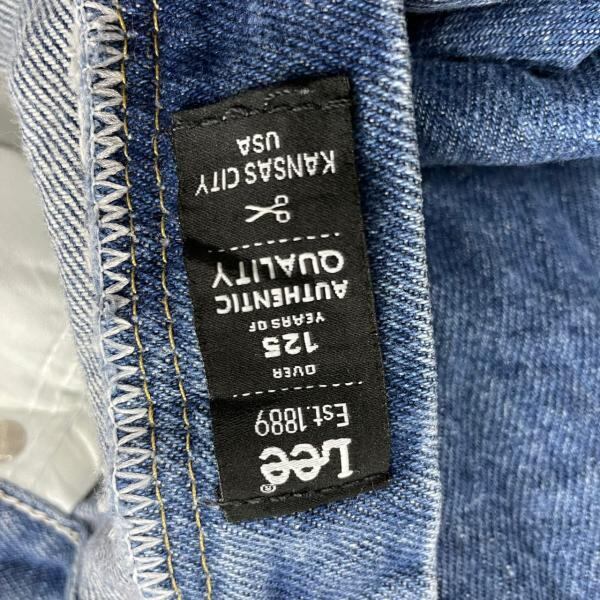 Lee®
Est.1889
OVER
125
YEARS OF
AUTHENTIC
QUALITY
KANSAS CITY
USA